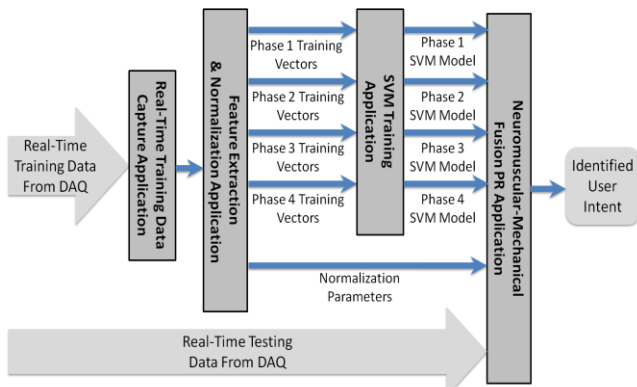 Real-Time
Training Data
From DAQ
Real-Time Training Data
Capture Application
Feature Extraction
& Normalization Application
Phase 1 Training
Vectors
Phase 2 Training
Vectors
Phase 3 Training
Vectors
Phase 4 Training
Vectors
SVM Training
Application
Phase 1
SVM Model
Phase 2
SVM Model
Phase 3
SVM Model
Phase 4
SVM Model
Normalization
Parameters
Neuromuscular-Mechanical
Fusion PR Application
Identified
User
Intent
Real-Time Testing
Data From DAQ